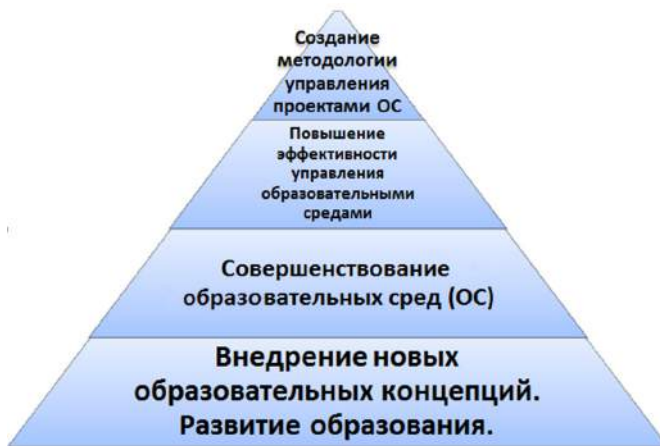 Создание
методологии
управления
проектами ОС
Повышение
эффективности
управления
образовательными
средами
Совершенствование
образовательных сред (ОС)
Внедрение новых
образовательных концепций.
Развитие образования.